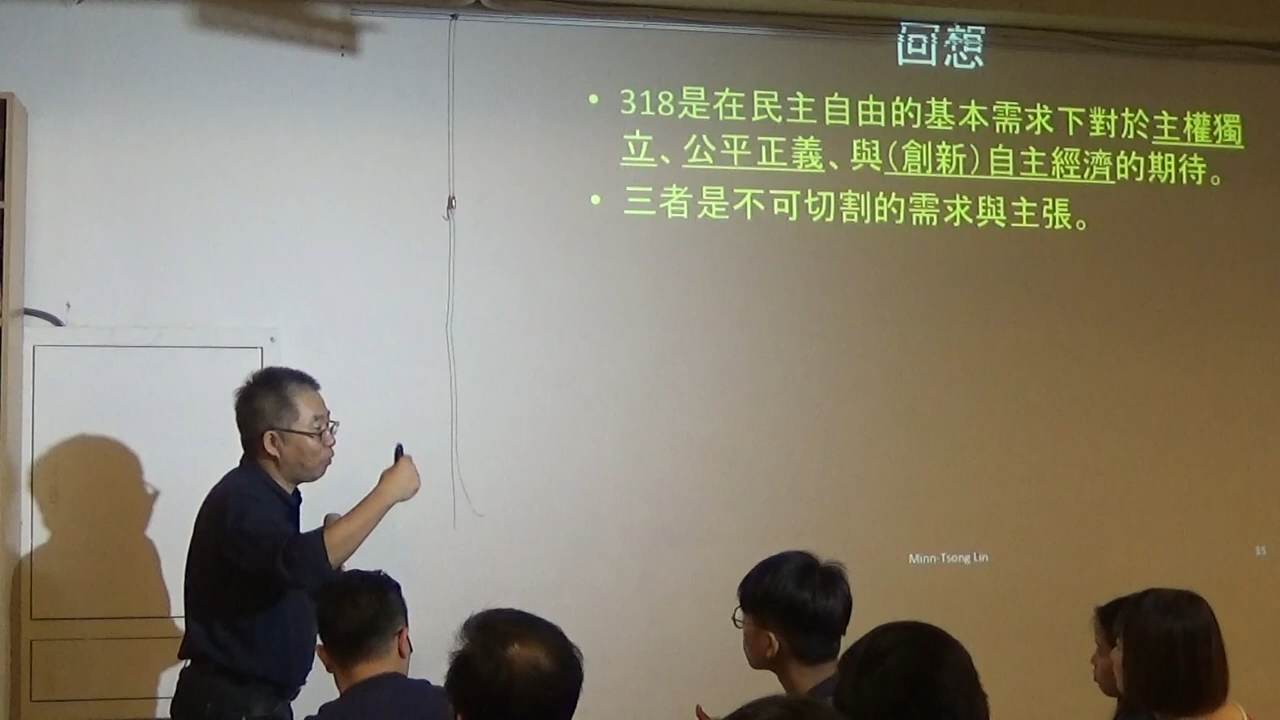 回想
• 318是在民主自由的基本需求下對於主權獨
立、公平正義、與(創新)自主經濟的期待。
• 三者是不可切割的需求與主張。
Minn-Tsong Lin
35